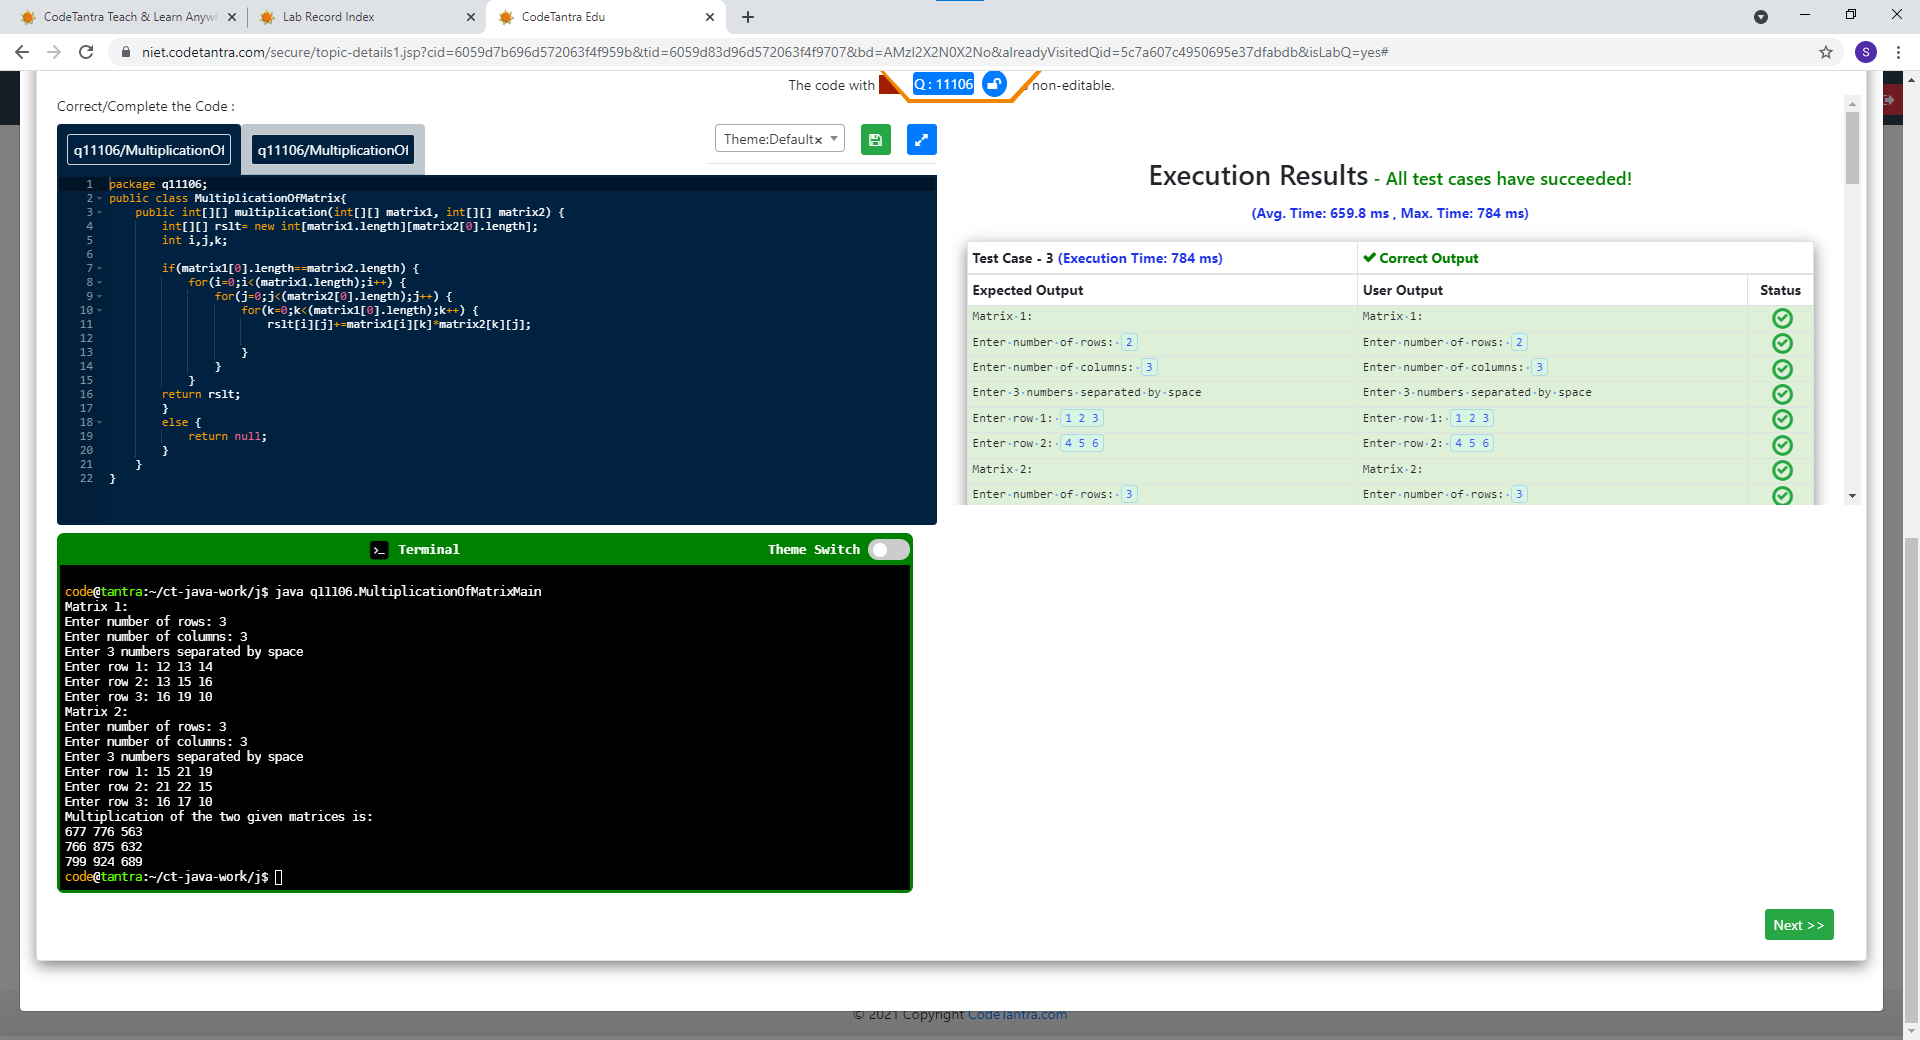 CodeTantra Teach & Learn Anywh
Lab Record Index
CodeTantra Edu
niet.codetantra.com/secure/topic-details1.jsp?cid=6059d7b696d572063f4f959b&tid=6059d83d96d572063f4f9707&bd=AMzI2X2N0X2No&alreadyVisitedQid=5c7a607c4950695e37dfabdb&isLabQ=yes#
S
The code with
Q : 11106
non-editable.
Correct/Complete the Code :
q11106/MultiplicationOf
q11106/MultiplicationOf
Theme:Default×
1 package q11106;
2 public class MultiplicationOfMatrix{
3 public int[][] multiplication(int[][] matrix1, int[][] matrix2) {
4 int[][] rslt= new int[matrix1.length][matrix2[0].length];
5 int i,j,k;
6
7 if(matrix1[0].length==matrix2.length) {
8 for(i=0;i<(matrix1.length);i++) {
9 for(j=0;j<(matrix2[0].length);j++) {
10 for(k=0;k<(matrix1[0].length);k++) {
11 rslt[i][j]+=matrix1[i][k]*matrix2[k][j];
12
13 }
14 }
15 }
16 return rslt;
17 }
18 else {
19 return null;
20 }
21 }
22 }
Execution Results - All test cases have succeeded!
(Avg. Time: 659.8 ms , Max. Time: 784 ms)
Test Case - 3 (Execution Time: 784 ms) Correct Output
Expected Output User Output Status
Matrix·1: Matrix·1:
Enter·number·of·rows:· 2 Enter·number·of·rows:· 2
Enter·number·of·columns:· 3 Enter·number·of·columns:· 3
Enter·3·numbers·separated·by·space Enter·3·numbers·separated·by·space
Enter·row·1:· 1 2 3 Enter·row·1:· 1 2 3
Enter·row·2:· 4 5 6 Enter·row·2:· 4 5 6
Matrix·2: Matrix·2:
Enter·number·of·rows:· 3 Enter·number·of·rows:· 3
Terminal
Theme Switch
code@tantra:~/ct-java-work/j$ java q11106.MultiplicationOfMatrixMain
Matrix 1:
Enter number of rows: 3
Enter number of columns: 3
Enter 3 numbers separated by space
Enter row 1: 12 13 14
Enter row 2: 13 15 16
Enter row 3: 16 19 10
Matrix 2:
Enter number of rows: 3
Enter number of columns: 3
Enter 3 numbers separated by space
Enter row 1: 15 21 19
Enter row 2: 21 22 15
Enter row 3: 16 17 10
Multiplication of the two given matrices is:
677 776 563
766 875 632
799 924 689
code@tantra:~/ct-java-work/j$
Next >>
© 2021 Copyright CodeTantra.com